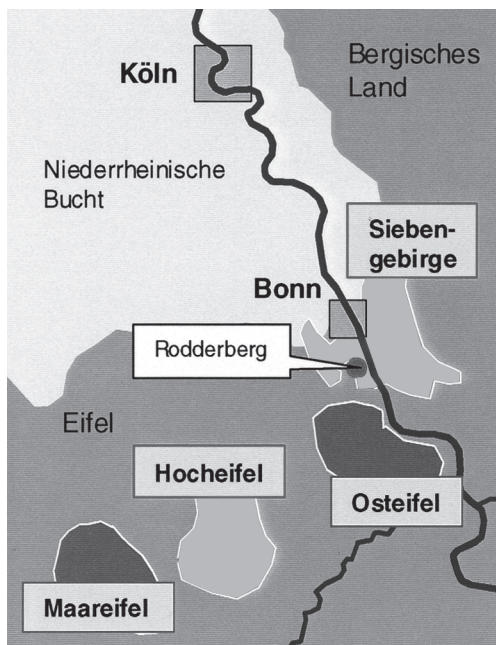 Köln
Bergisches
Land
Niederrheinische
Bucht
Sieben-
gebirge
Bonn
Rodderberg
Eifel
Hocheifel
Osteifel
Maareifel